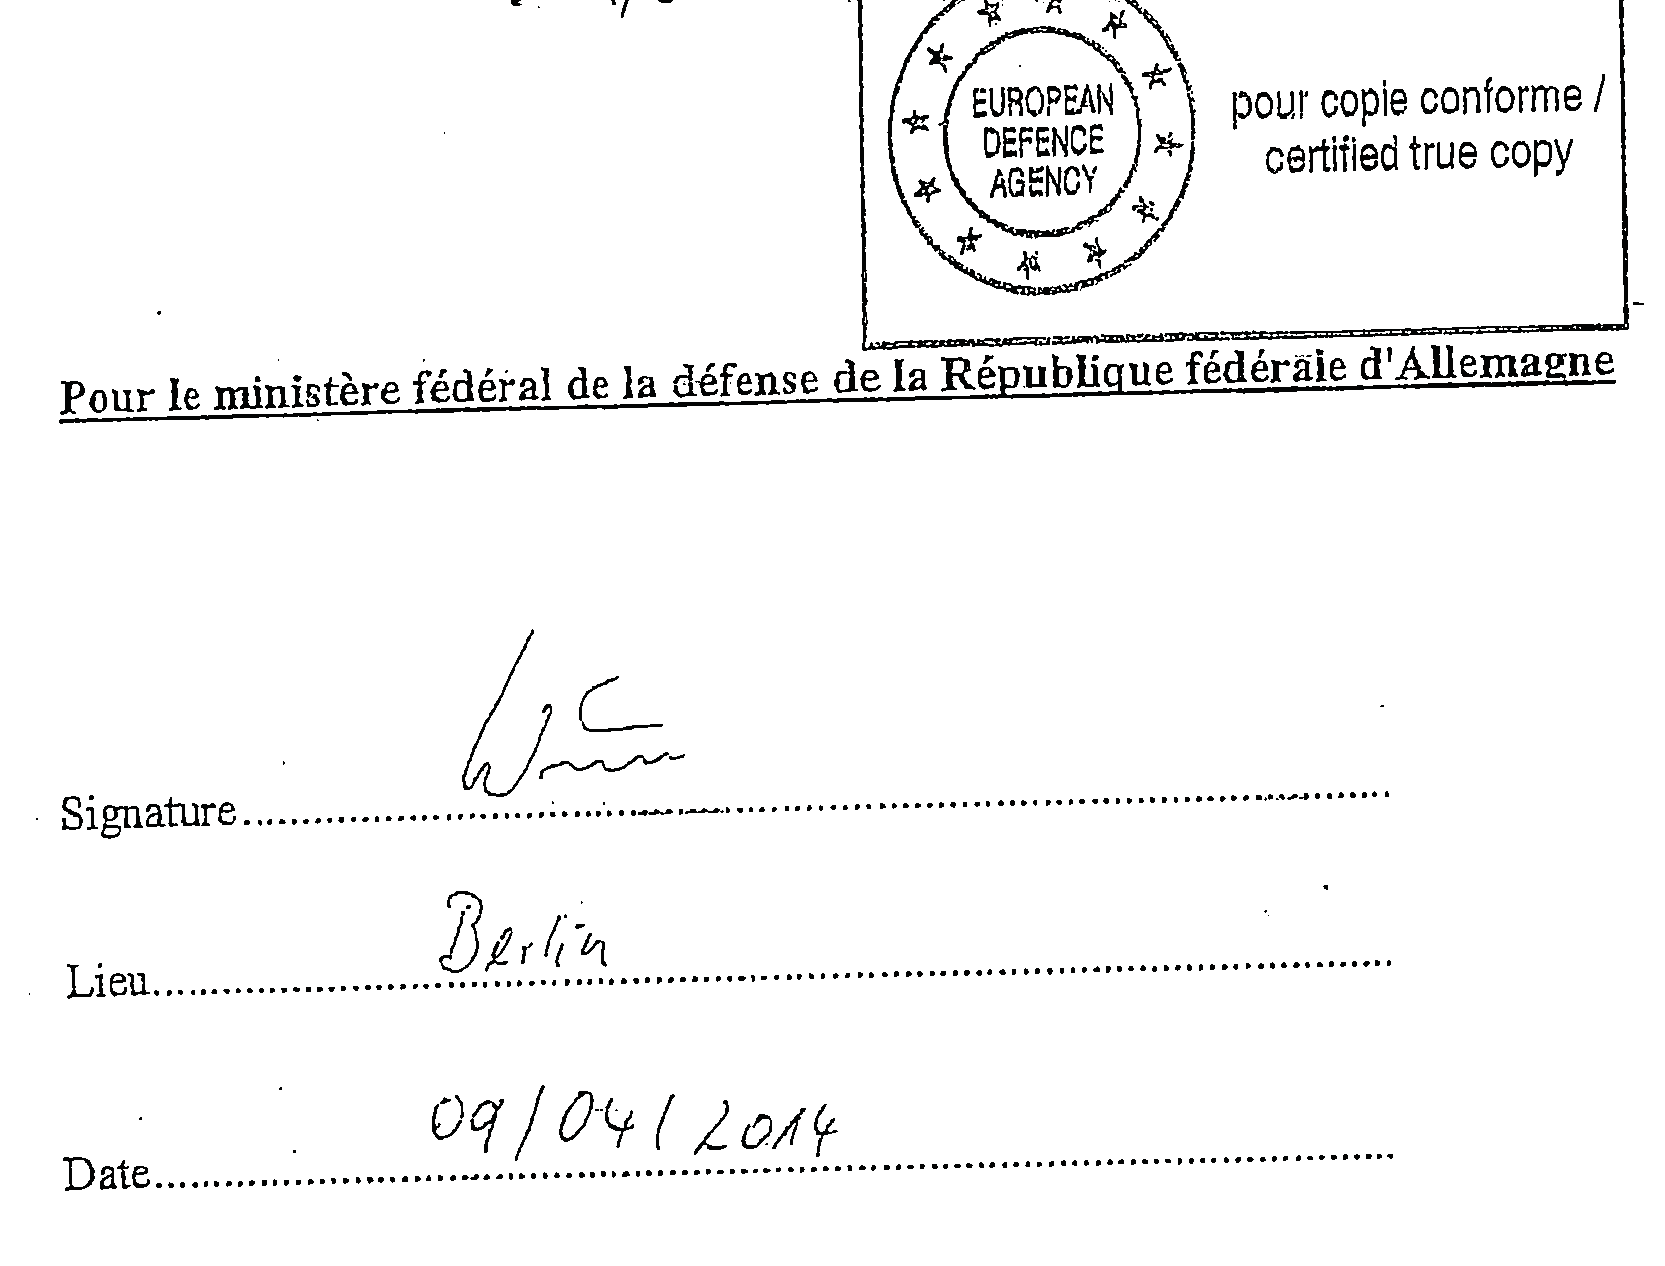 EUROPEAN
DEFENCE
AGENCY
pour copie conforme /
certified true copy
Pour le ministère fédéral de la défense de la République fédérale d'Allemagne
Signature
Berlin
Lieu
09/04/2014
Date